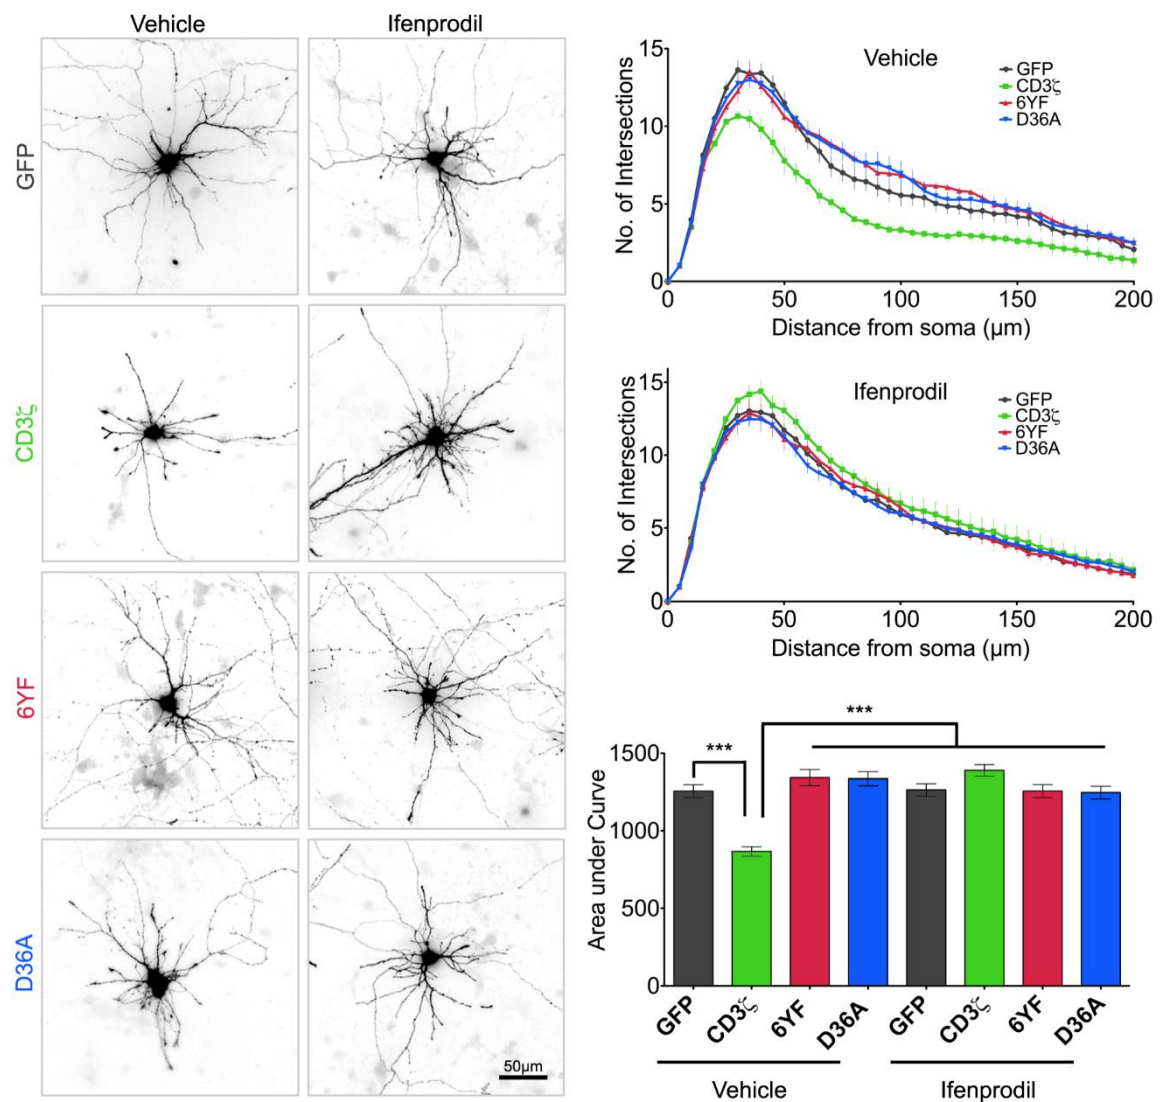 Vehicle
Ifenprodil
GFP
CD3ζ
6YF
D36A
50µm
15
10
5
0
No. of Intersections
Vehicle
GFP
CD3ζ
6YF
D36A
0 50 100 150 200
Distance from soma (µm)
15
10
5
0
No. of Intersections
Ifenprodil
GFP
CD3ζ
6YF
D36A
0 50 100 150 200
Distance from soma (µm)
1500
1000
500
0
Area under Curve
***
***
GFP CD3ζ 6YF D36A GFP CD3ζ 6YF D36A
Vehicle Ifenprodil